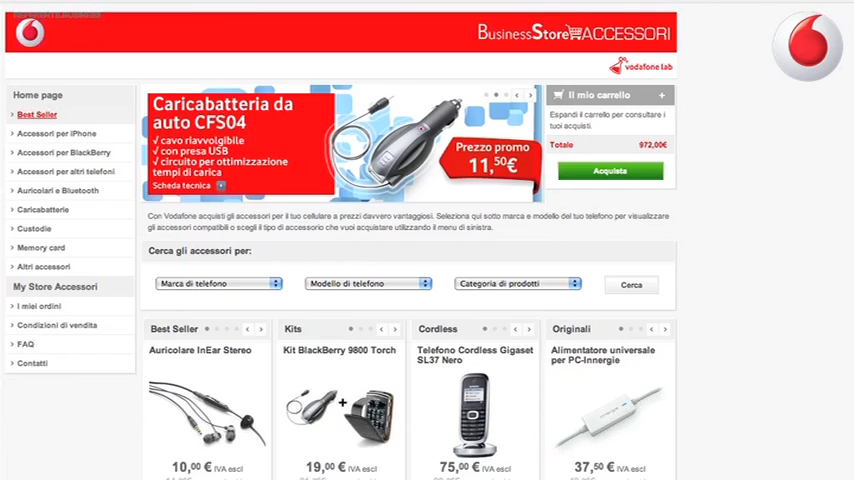 BusinessStore ACCESSORI
vodafone lab
Home page
Best Seller
Accessori per iPhone
Accessori per BlackBerry
Accessori per altri telefoni
Auricolari e Bluetooth
Caricabatterie
Custodie
Memory card
Altri accessori
My Store Accessori
I miei ordini
Condizioni di vendita
FAQ
Contatti
Caricabatteria da
auto CFS04
√ cavo riavvolgibile
√ con presa USB
√ circuito per ottimizzazione
tempi di carica
Scheda tecnica
Prezzo promo
11,50€
Il mio carrello +
Espandi il carrello per consultare i
tuoi acquisti.
Totale 972,00€
Acquista
Con Vodafone acquisti gli accessori per il tuo cellulare a prezzi davvero vantaggiosi. Seleziona qui sotto marca e modello del tuo telefono per visualizzare
gli accessori compatibili o scegli il tipo di accessorio che vuoi acquistare utilizzando il menu di sinistra.
Cerca gli accessori per:
Marca di telefono
Modello di telefono
Categoria di prodotti
Cerca
Best Seller
Auricolare InEar Stereo
10,00 € IVA escl
Kits
Kit BlackBerry 9800 Torch
+
19,00 € IVA escl
Cordless
Telefono Cordless Gigaset
SL37 Nero
75,00 € IVA escl
Originali
Alimentatore universale
per PC-Innergie
37,50 € IVA escl